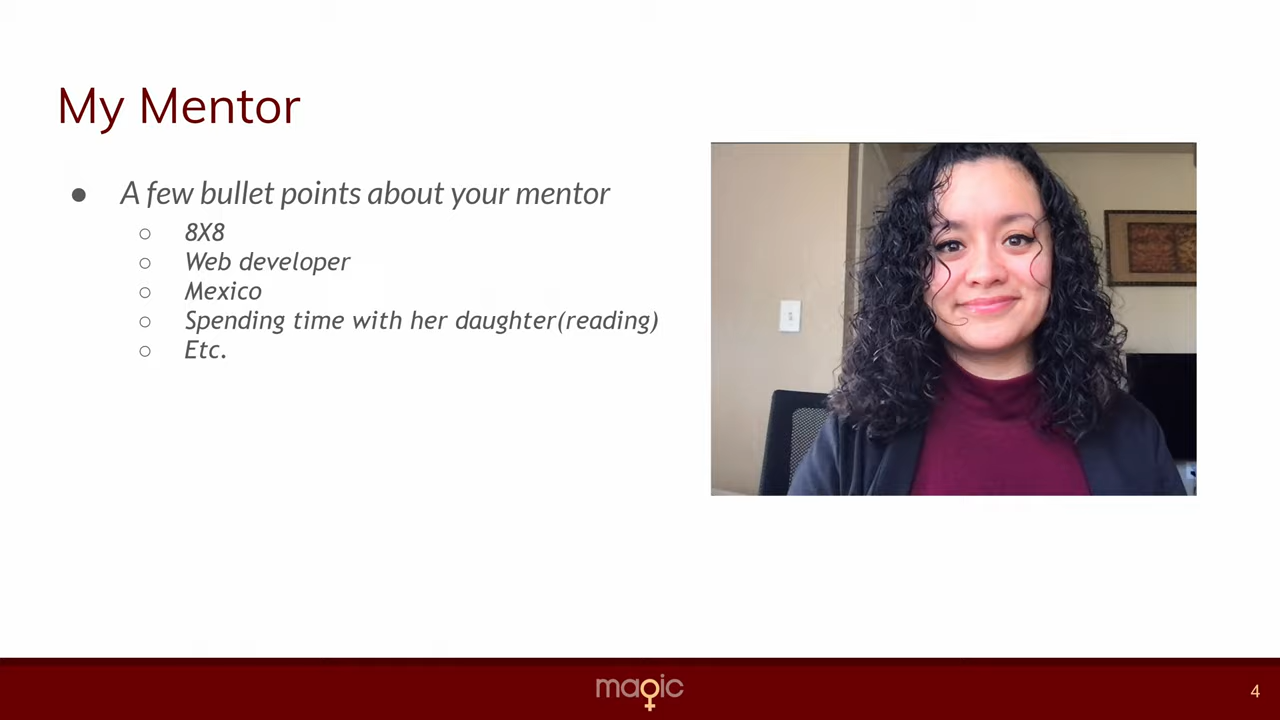 My Mentor
● A few bullet points about your mentor
○ 8X8
○ Web developer
○ Mexico
○ Spending time with her daughter(reading)
○ Etc.
magic
4